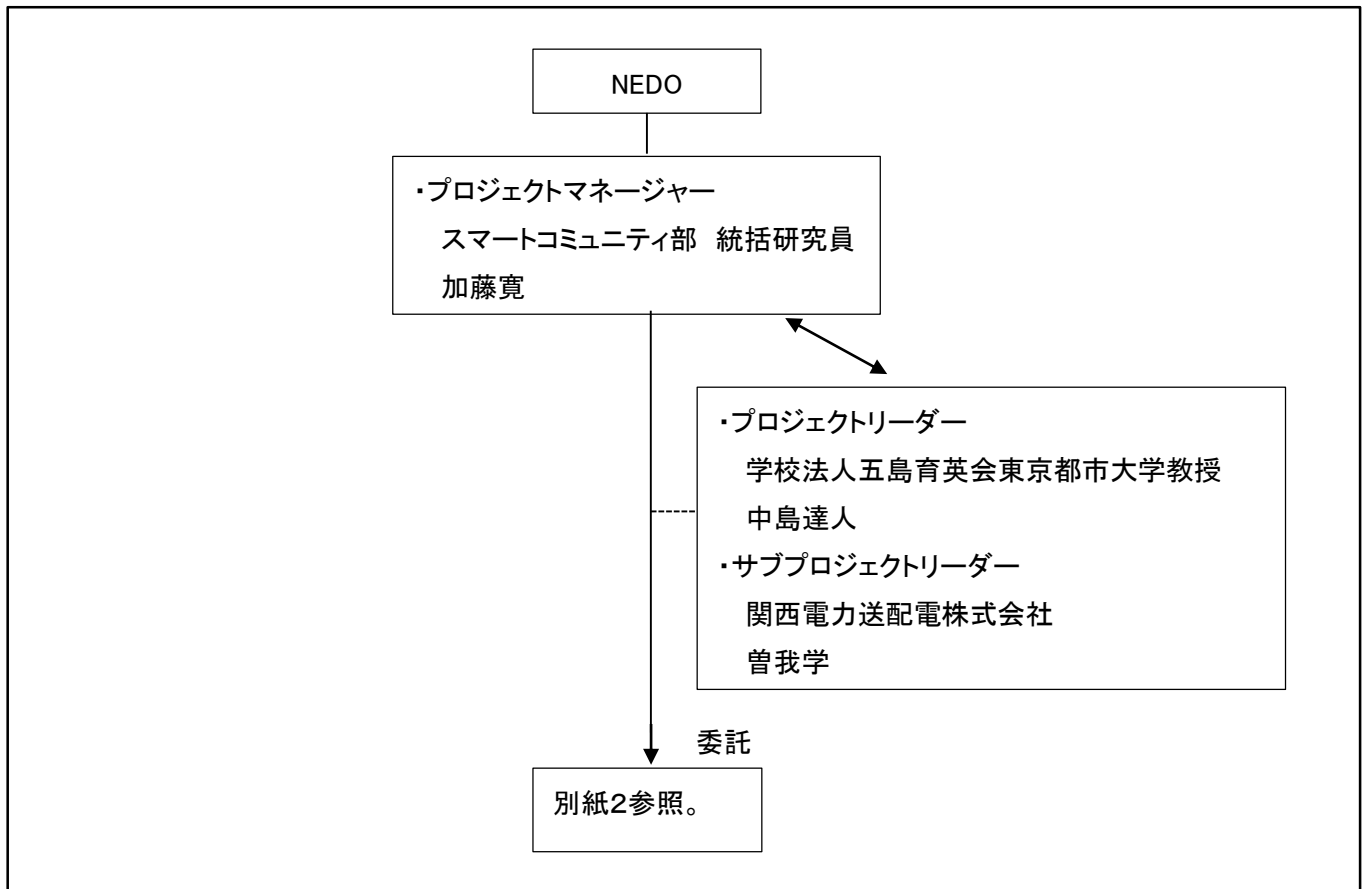 NEDO
・プロジェクトマネージャー
スマートコミュニティ部　統括研究員
加藤寛
・プロジェクトリーダー
学校法人五島育英会東京都市大学教授
中島達人
・サブプロジェクトリーダー
関西電力送配電株式会社
曽我学
委託
別紙2参照。